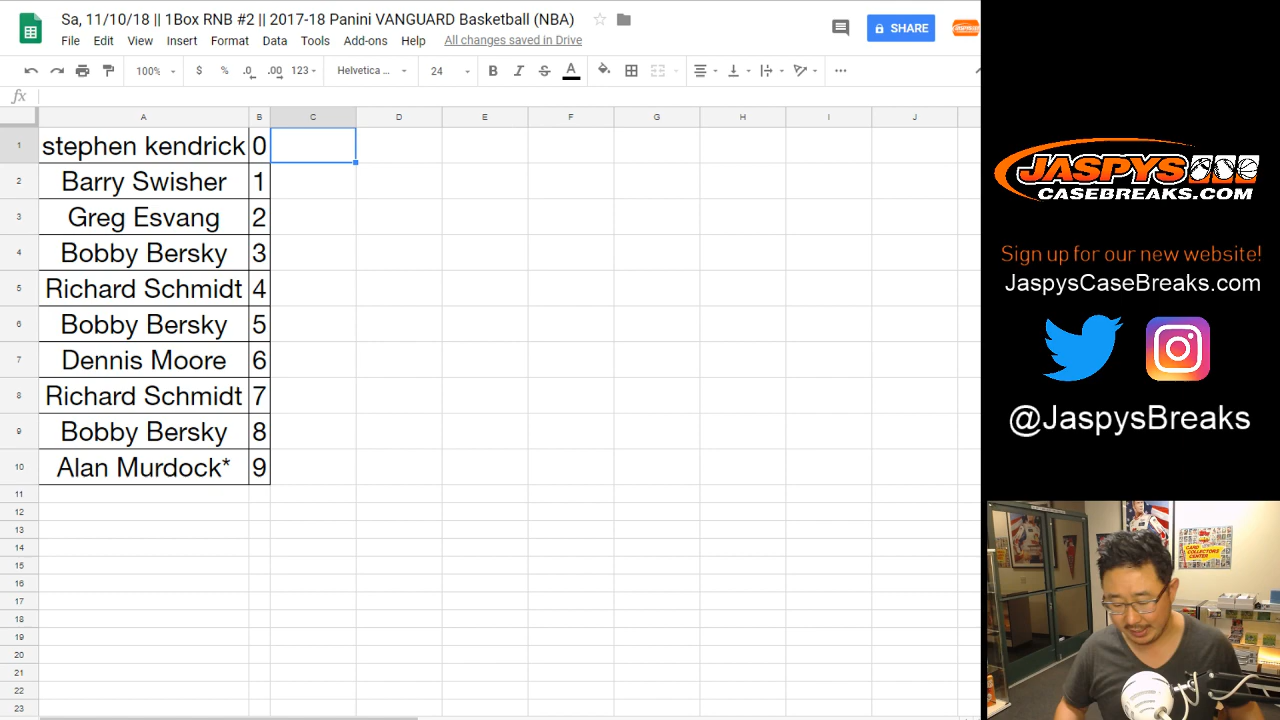 Sa, 11/10/18 || 1Box RNB #2 || 2017-18 Panini VANGUARD Basketball (NBA)
File Edit View Insert Format Data Tools Add-ons Help All changes saved in Drive
SHARE
100% $ % .0 .00 123 Helvetica ... 24 B I S A
fx
A B C D E F G H I J
1 stephen kendrick 0
2 Barry Swisher 1
3 Greg Esvang 2
4 Bobby Bersky 3
5 Richard Schmidt 4
6 Bobby Bersky 5
7 Dennis Moore 6
8 Richard Schmidt 7
9 Bobby Bersky 8
10 Alan Murdock* 9
11
12
13
14
15
16
17
18
19
20
21
22
23
JASPYS
CASEBREAKS.COM
Sign up for our new website!
JaspysCaseBreaks.com
@JaspysBreaks
CARD
COLLECTORS
CENTER